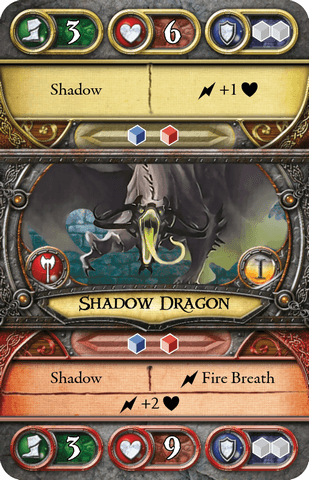 3 6
Shadow +1
SHADOW DRAGON
I
Shadow Fire Breath
+2
3 9